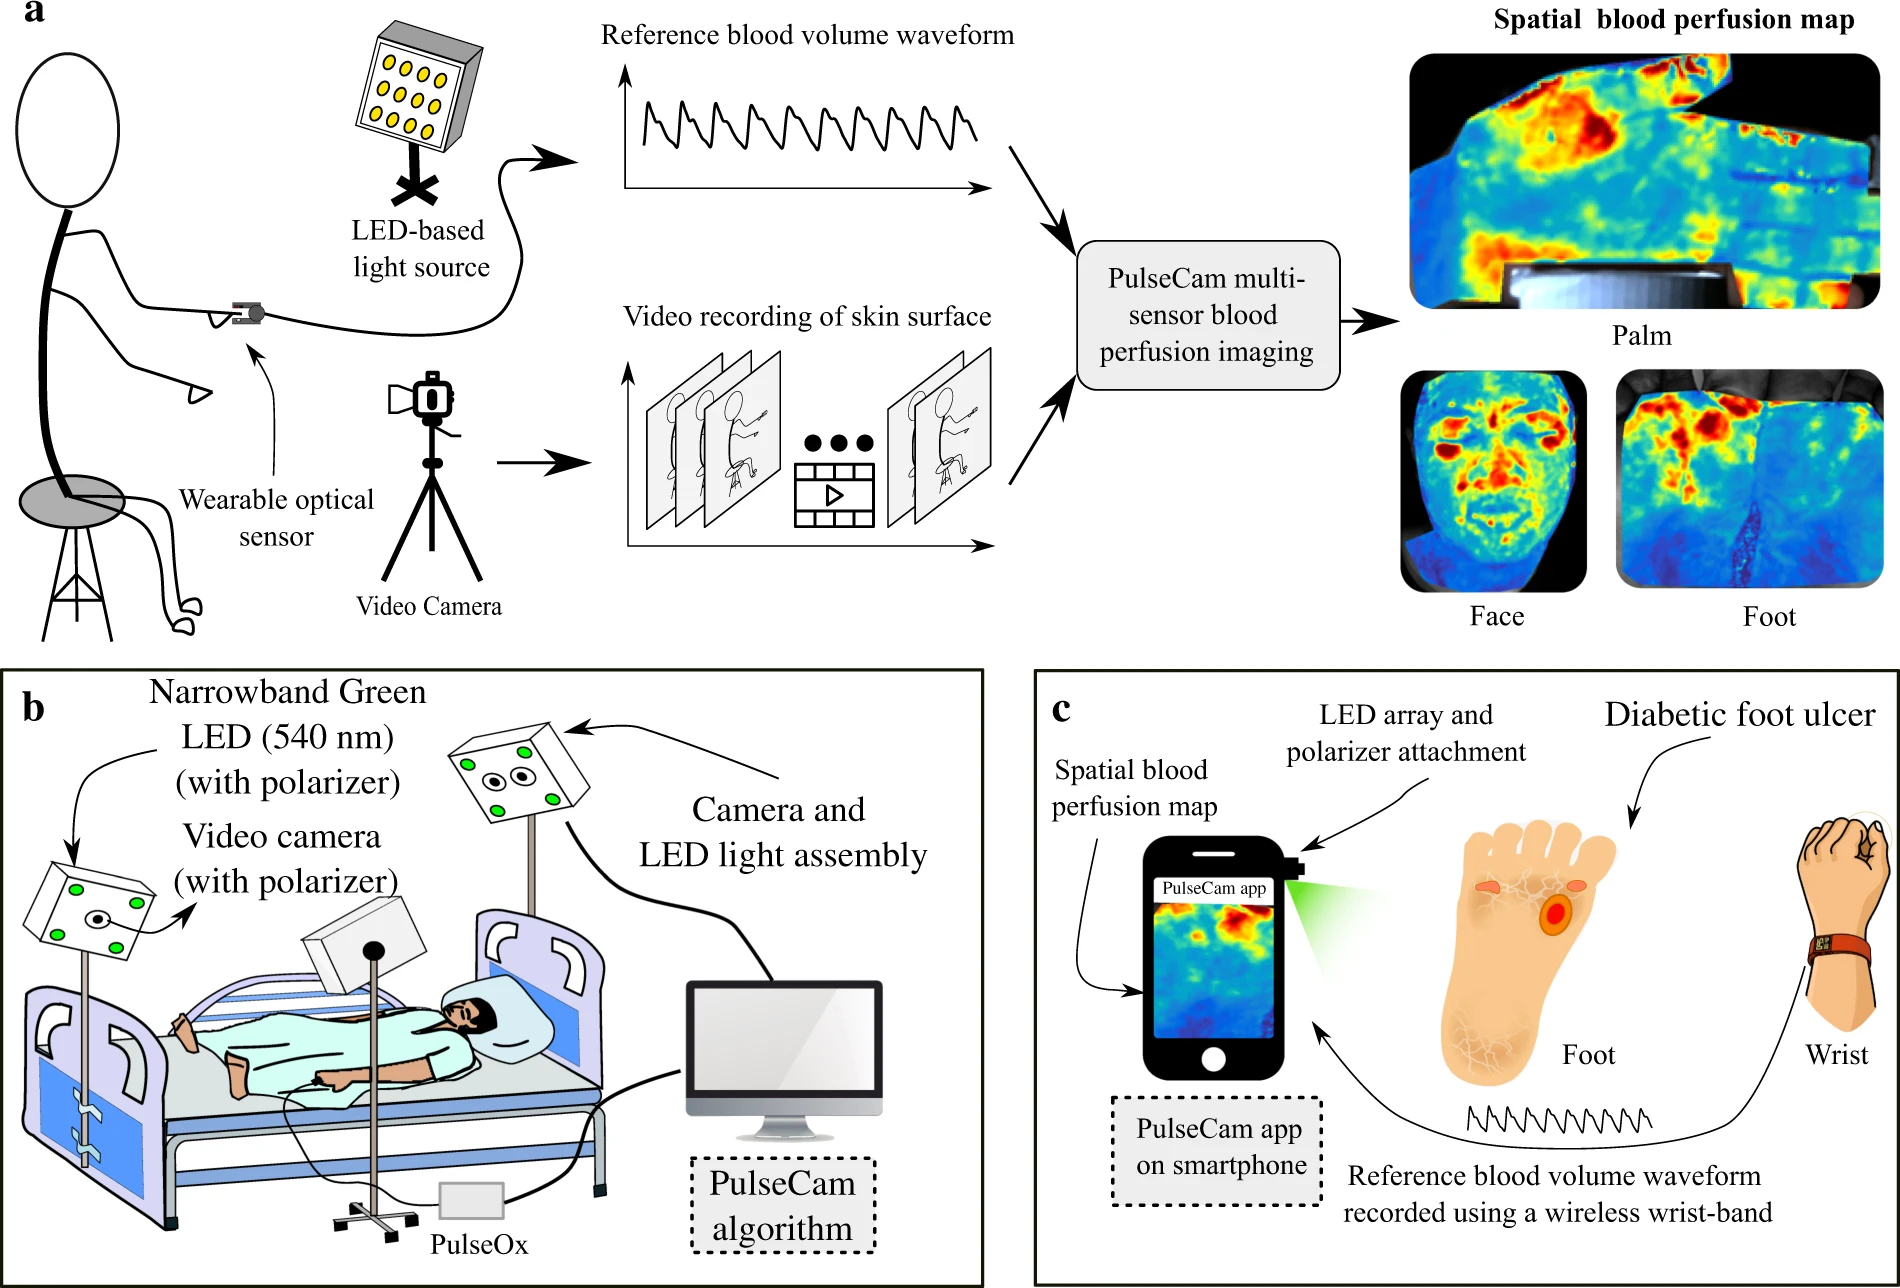 a
Reference blood volume waveform
Spatial blood perfusion map
LED-based
light source
Video recording of skin surface
PulseCam multi-
sensor blood
perfusion imaging
Palm
Wearable optical
sensor
Video Camera
Face
Foot
b
Narrowband Green
LED (540 nm)
(with polarizer)
Video camera
(with polarizer)
Camera and
LED light assembly
PulseOx
PulseCam
algorithm
c
Spatial blood
perfusion map
LED array and
polarizer attachment
Diabetic foot ulcer
PulseCam app
Foot
Wrist
PulseCam app
on smartphone
Reference blood volume waveform
recorded using a wireless wrist-band